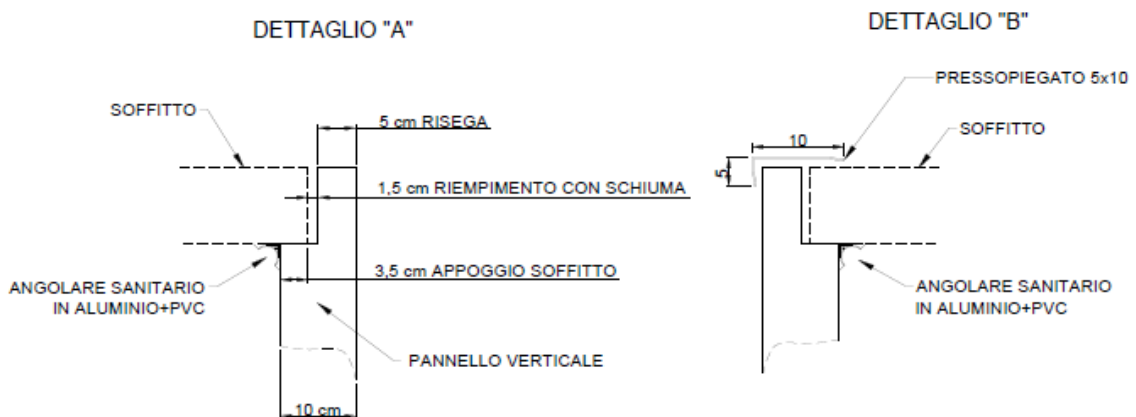 DETTAGLIO "A"
SOFFITTO
5 cm RISEGA
1,5 cm RIEMPIMENTO CON SCHIUMA
3,5 cm APPOGGIO SOFFITTO
ANGOLARE SANITARIO
IN ALUMINIO+PVC
PANNELLO VERTICALE
10 cm
DETTAGLIO "B"
PRESSOPIEGATO 5x10
SOFFITTO
10
5
ANGOLARE SANITARIO
IN ALUMINIO+PVC